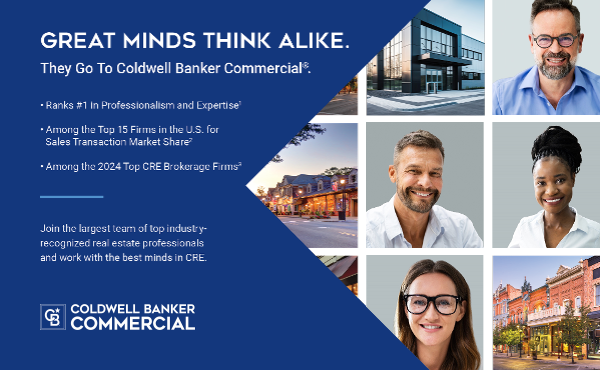 GREAT MINDS THINK ALIKE.
They Go To Coldwell Banker Commercial®.
• Ranks #1 In Professionalism and Expertise¹
• Among the Top 15 Firms in the U.S. for
Sales Transaction Market Share²
• Among the 2024 Top CRE Brokerage Firms³
Join the largest team of top industry-
recognized real estate professionals
and work with the best minds in CRE.
CB
COLDWELL BANKER
COMMERCIAL